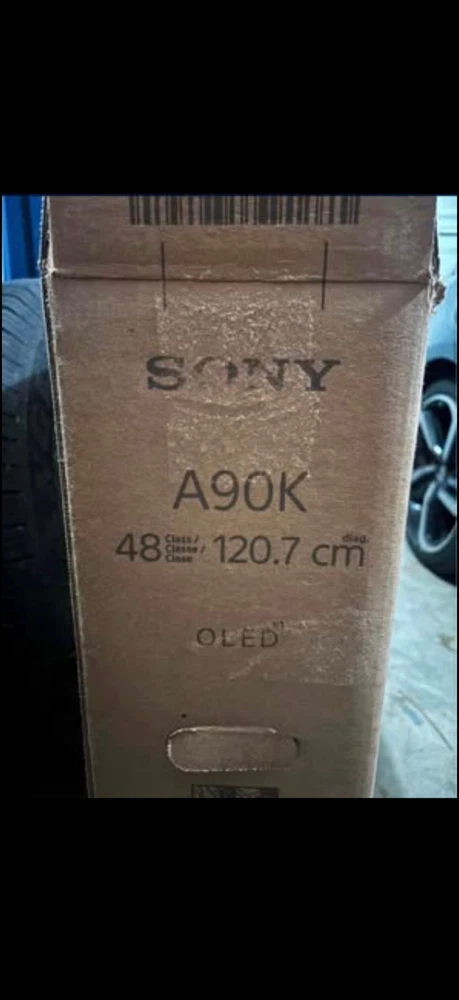 SONY
A90K
48 Class/ Classe/ Clase 120.7 cm diag.
OLED